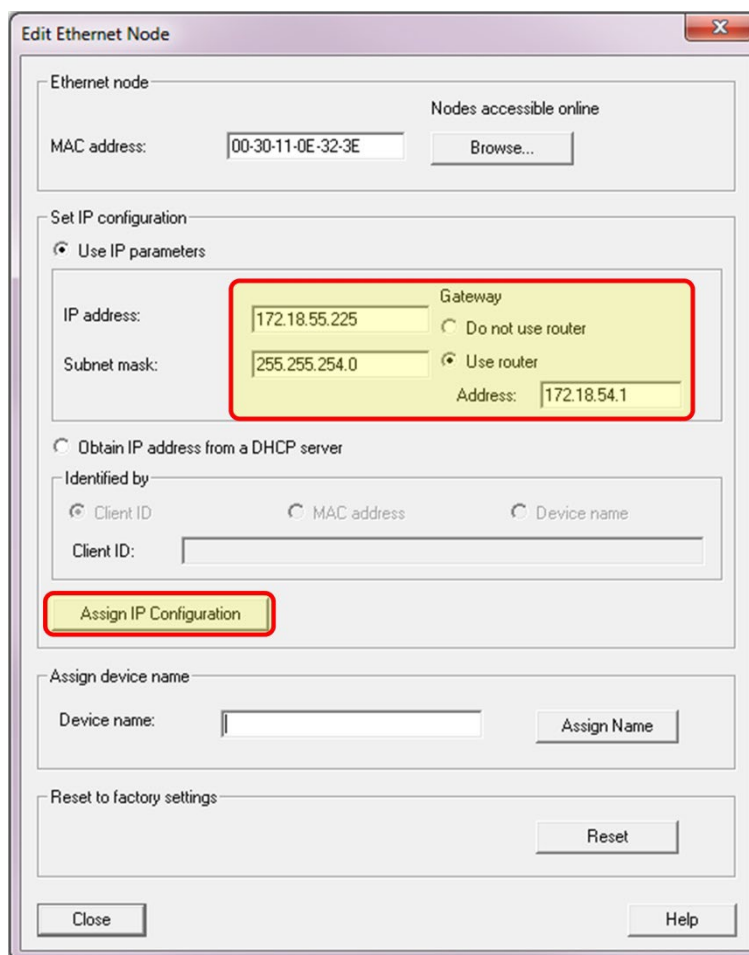 Edit Ethernet Node
Ethernet node
Nodes accessible online
MAC address:
00-30-11-0E-32-3E
Browse...
Set IP configuration
Use IP parameters
Gateway
IP address:
172.18.55.225
Do not use router
Subnet mask:
255.255.254.0
Use router
Address:
172.18.54.1
Obtain IP address from a DHCP server
Identified by
Client ID
MAC address
Device name
Client ID:
Assign IP Configuration
Assign device name
Device name:
Assign Name
Reset to factory settings
Reset
Close
Help